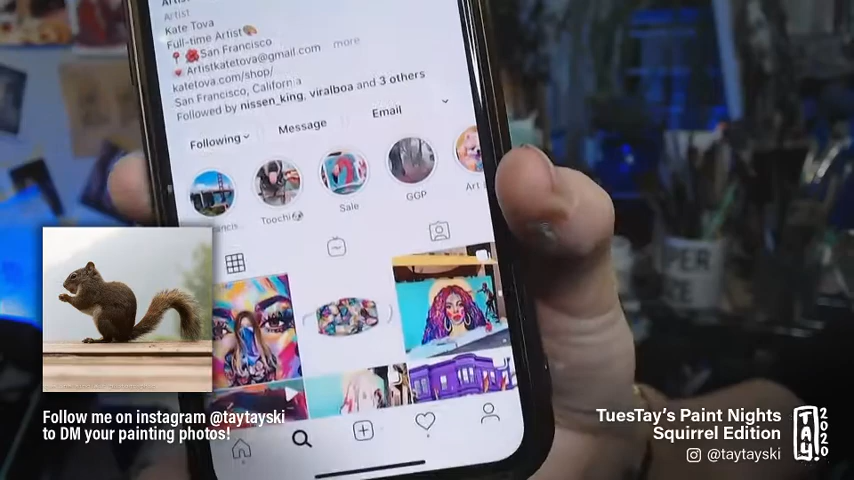 Artist
Kate Tova
Full-time Artist🎨
📍🌺San Francisco
💌Artistkatetova@gmail.com more
katetova.com/shop/
San Francisco, California
Followed by nissen_king, viralboa and 3 others
Following
Message
Email
Toochi
Sale
GGP
Art
PER
RE
Follow me on instagram @taytayski
to DM your painting photos!
TuesTay's Paint Nights
Squirrel Edition
@taytayski
TAY!
2020